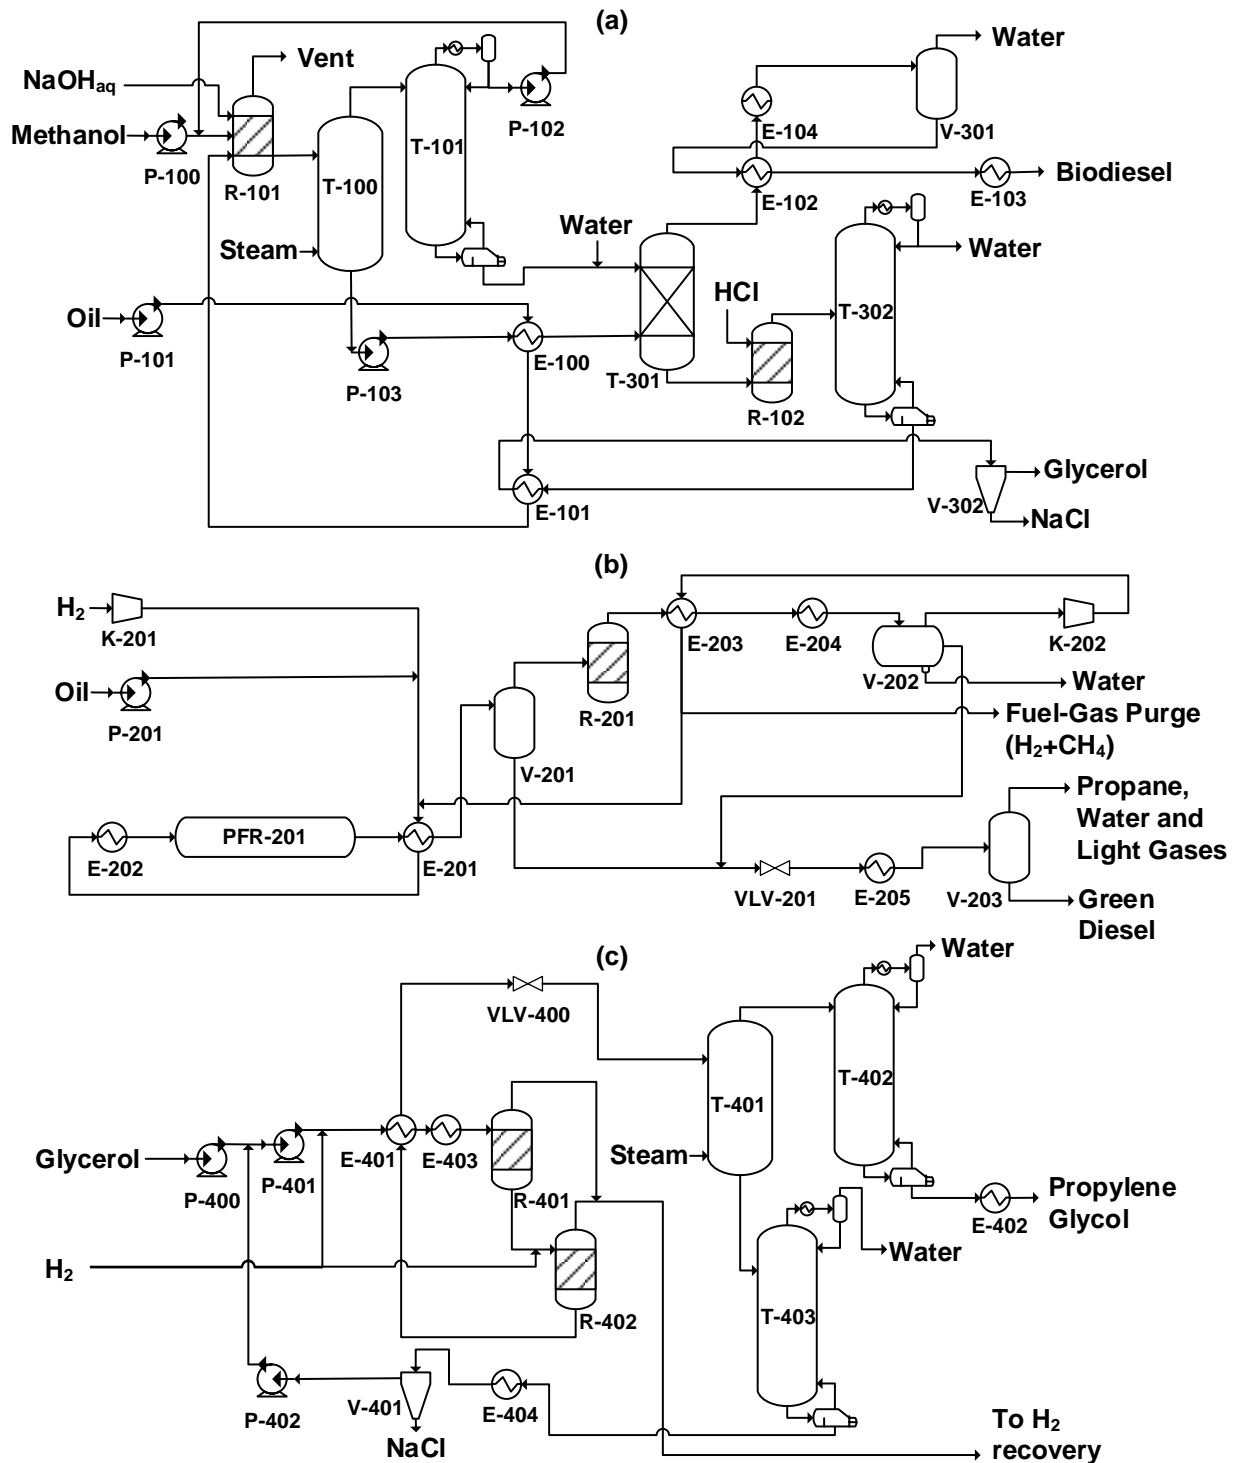 (a)
Water
Vent
NaOHaq
Methanol
P-100
R-101
T-100
T-101
P-102
E-104
V-301
E-102
E-103
Biodiesel
Steam
Water
Water
HCl
T-302
Oil
P-101
P-103
E-100
T-301
R-102
E-101
V-302
Glycerol
NaCl
(b)
H2
K-201
Oil
P-201
R-201
E-203
E-204
V-202
K-202
Water
V-201
Fuel-Gas Purge
(H2+CH4)
Propane,
Water and
Light Gases
E-202
PFR-201
E-201
VLV-201
E-205
V-203
Green
Diesel
(c)
Water
VLV-400
T-401
T-402
Glycerol
P-400
P-401
E-401
E-403
R-401
Steam
Propylene
Glycol
E-402
H2
R-402
Water
T-403
P-402
V-401
E-404
NaCl
To H2
recovery